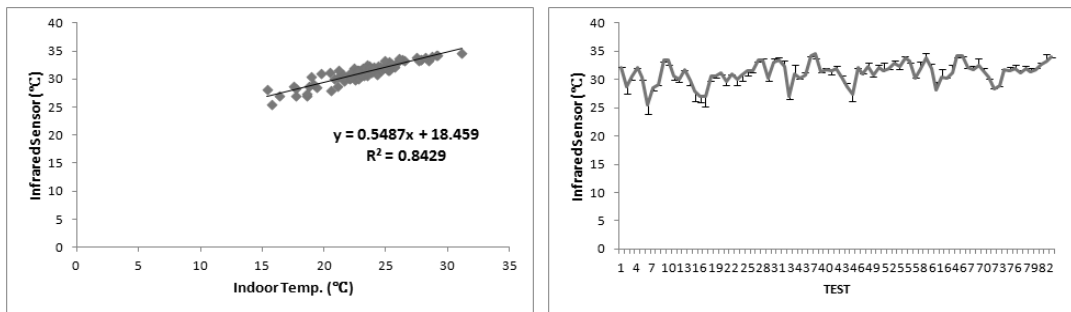 40
35
30
25
20
15
10
5
0
InfraredSensor (℃)
y = 0.5487x + 18.459
R² = 0.8429
0 5 10 15 20 25 30 35
Indoor Temp. (℃)
40
35
30
25
20
15
10
5
0
InfraredSensor (℃)
1 4 7 10 13 16 19 22 25 28 31 34 37 40 43 46 49 52 55 58 61 64 67 70 73 76 79 82
TEST